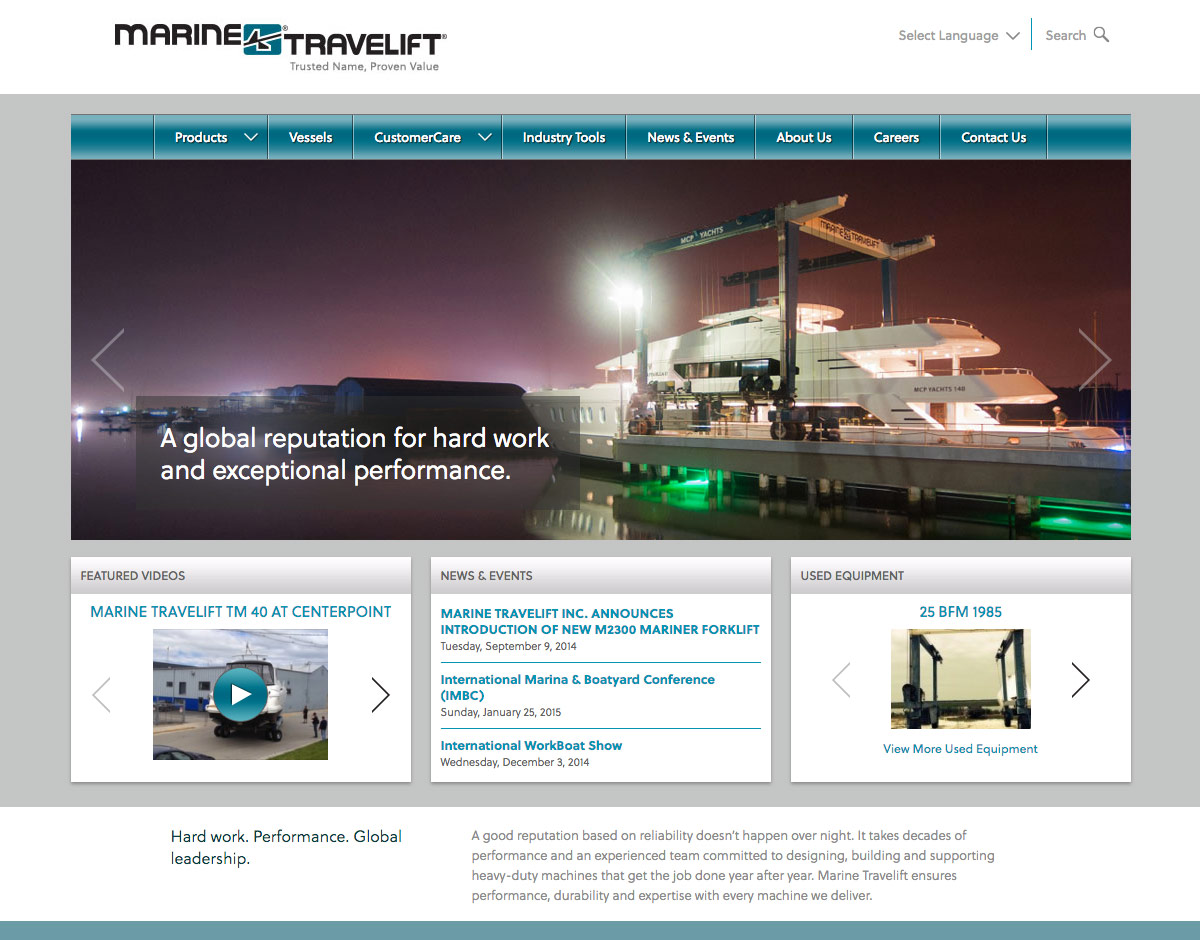 MARINE TRAVELIFT®
Trusted Name, Proven Value
Select Language
Search
Products
Vessels
CustomerCare
Industry Tools
News & Events
About Us
Careers
Contact Us
MCP YACHTS
MARINE TRAVELIFT
MCP YACHTS 140
A global reputation for hard work
and exceptional performance.
FEATURED VIDEOS
MARINE TRAVELIFT TM 40 AT CENTERPOINT
NEWS & EVENTS
MARINE TRAVELIFT INC. ANNOUNCES
INTRODUCTION OF NEW M2300 MARINER FORKLIFT
Tuesday, September 9, 2014
International Marina & Boatyard Conference
(IMBC)
Sunday, January 25, 2015
International WorkBoat Show
Wednesday, December 3, 2014
USED EQUIPMENT
25 BFM 1985
View More Used Equipment
Hard work. Performance. Global
leadership.
A good reputation based on reliability doesn’t happen over night. It takes decades of
performance and an experienced team committed to designing, building and supporting
heavy-duty machines that get the job done year after year. Marine Travelift ensures
performance, durability and expertise with every machine we deliver.